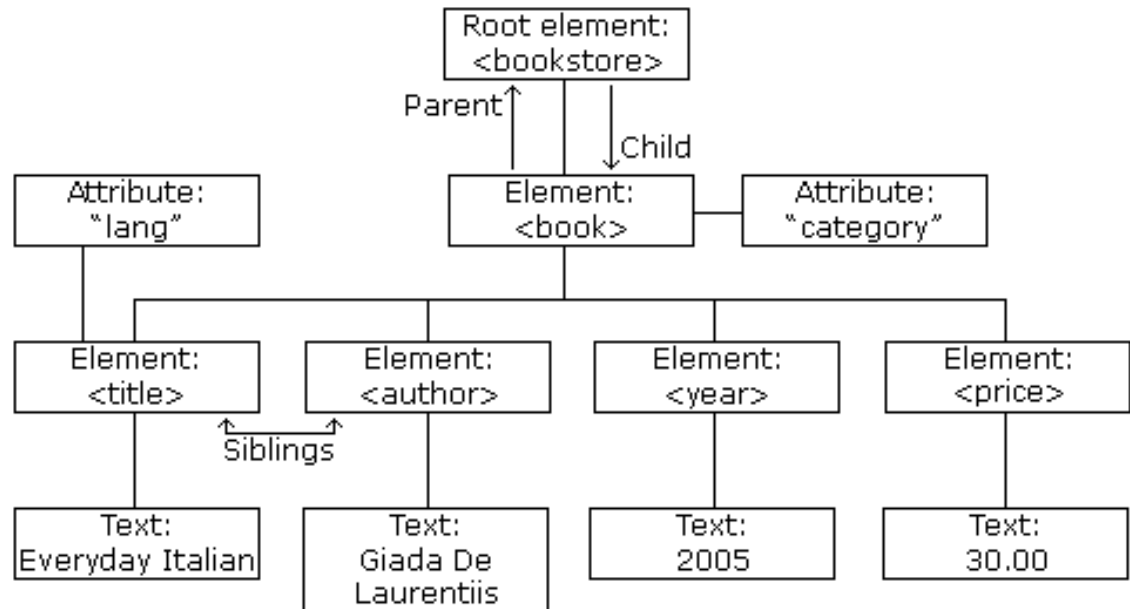 Root element:
<bookstore>
Parent
Child
Attribute:
“lang”
Element:
<book>
Attribute:
“category”
Element:
<title>
Element:
<author>
Element:
<year>
Element:
<price>
Siblings
Text:
Everyday Italian
Text:
Giada De
Laurentiis
Text:
2005
Text:
30.00